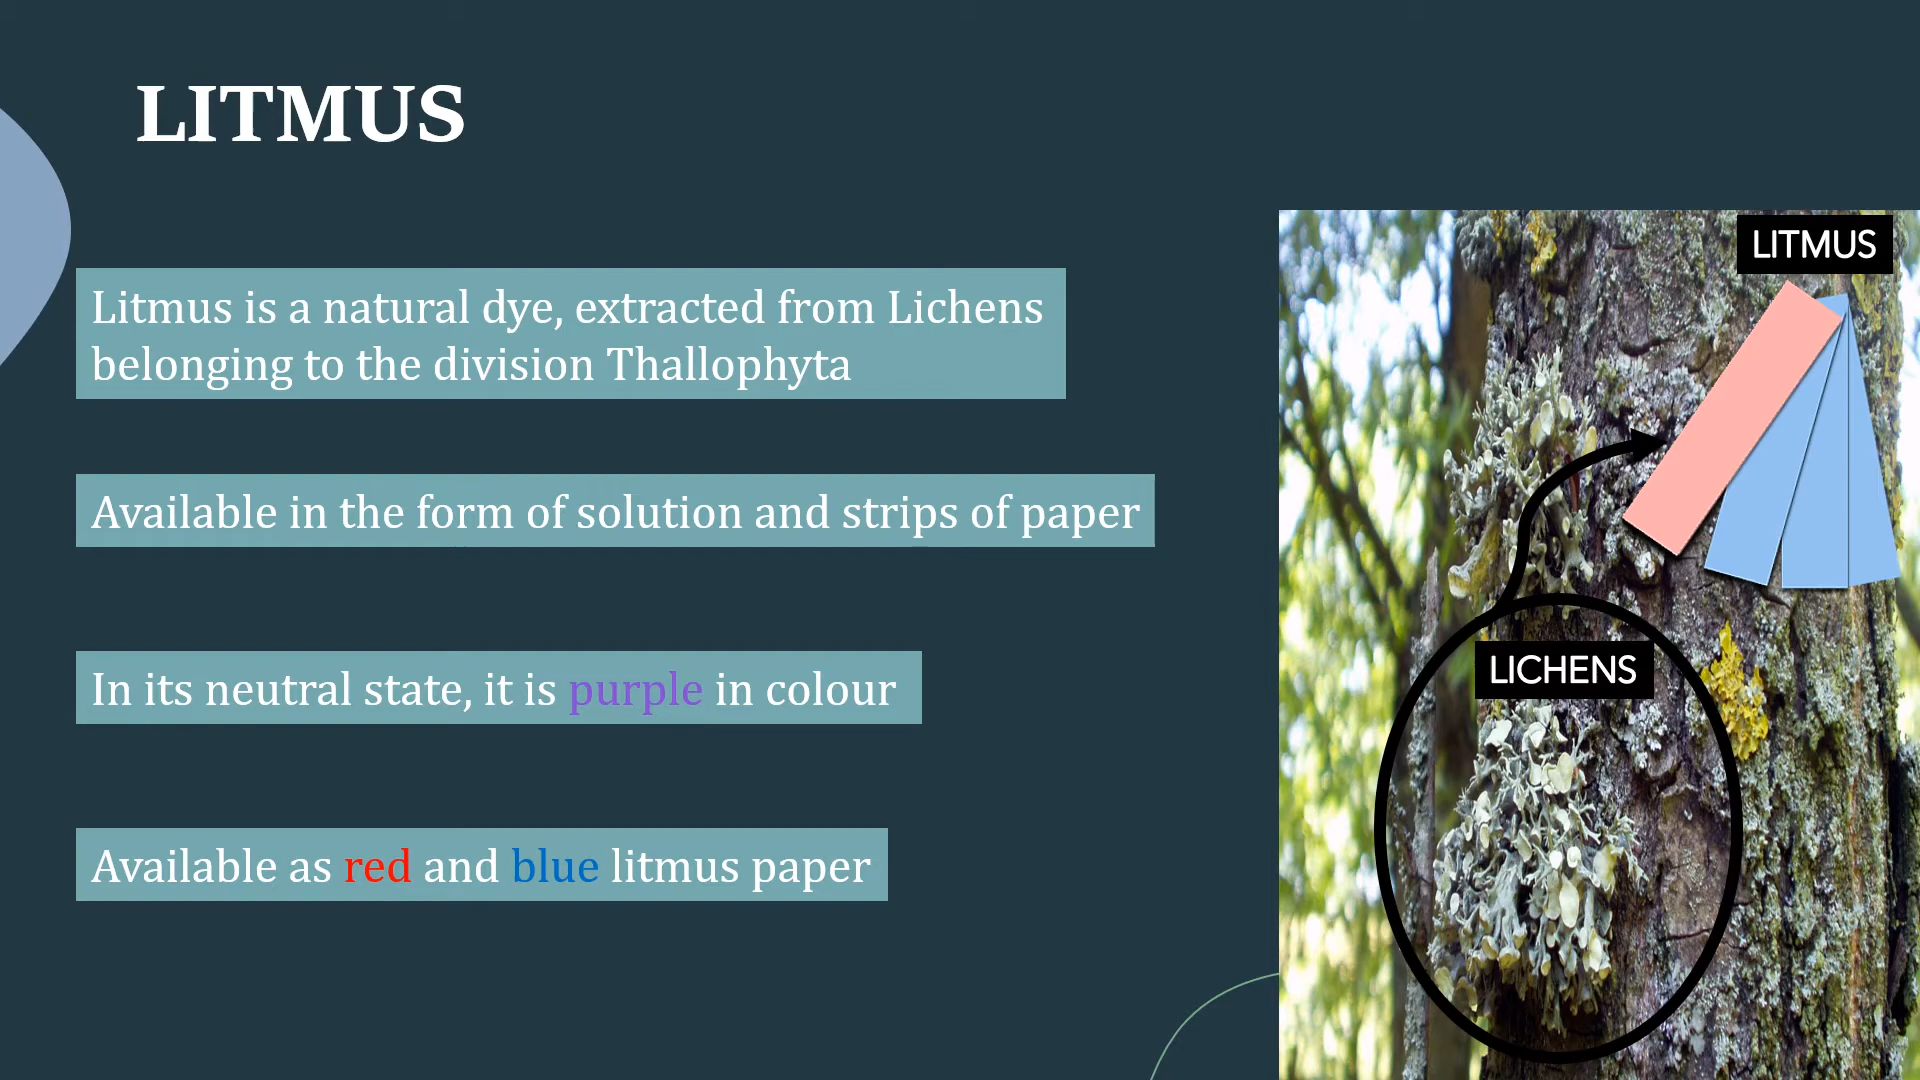 LITMUS
Litmus is a natural dye, extracted from Lichens
belonging to the division Thallophyta
Available in the form of solution and strips of paper
In its neutral state, it is purple in colour
Available as red and blue litmus paper
LITMUS
LICHENS